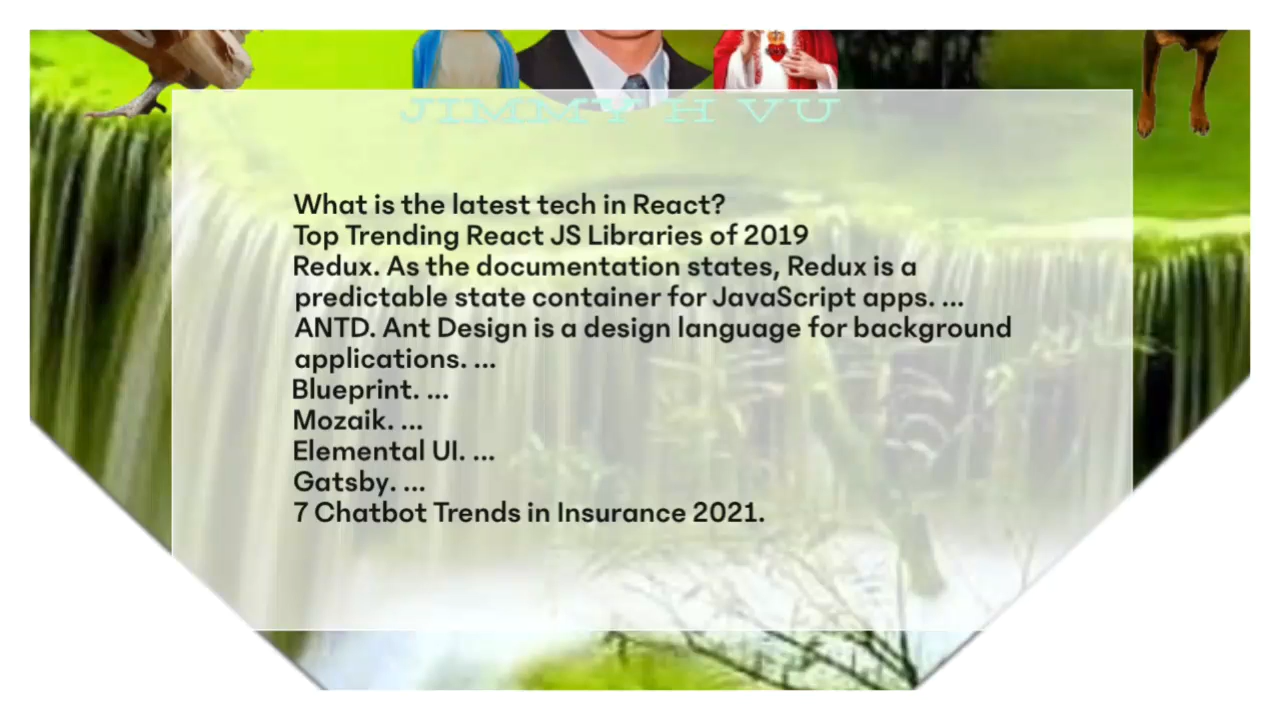 JIMMY H VU
What is the latest tech in React?
Top Trending React JS Libraries of 2019
Redux. As the documentation states, Redux is a
predictable state container for JavaScript apps. ...
ANTD. Ant Design is a design language for background
applications. ...
Blueprint. ...
Mozaik. ...
Elemental UI. ...
Gatsby. ...
7 Chatbot Trends in Insurance 2021.